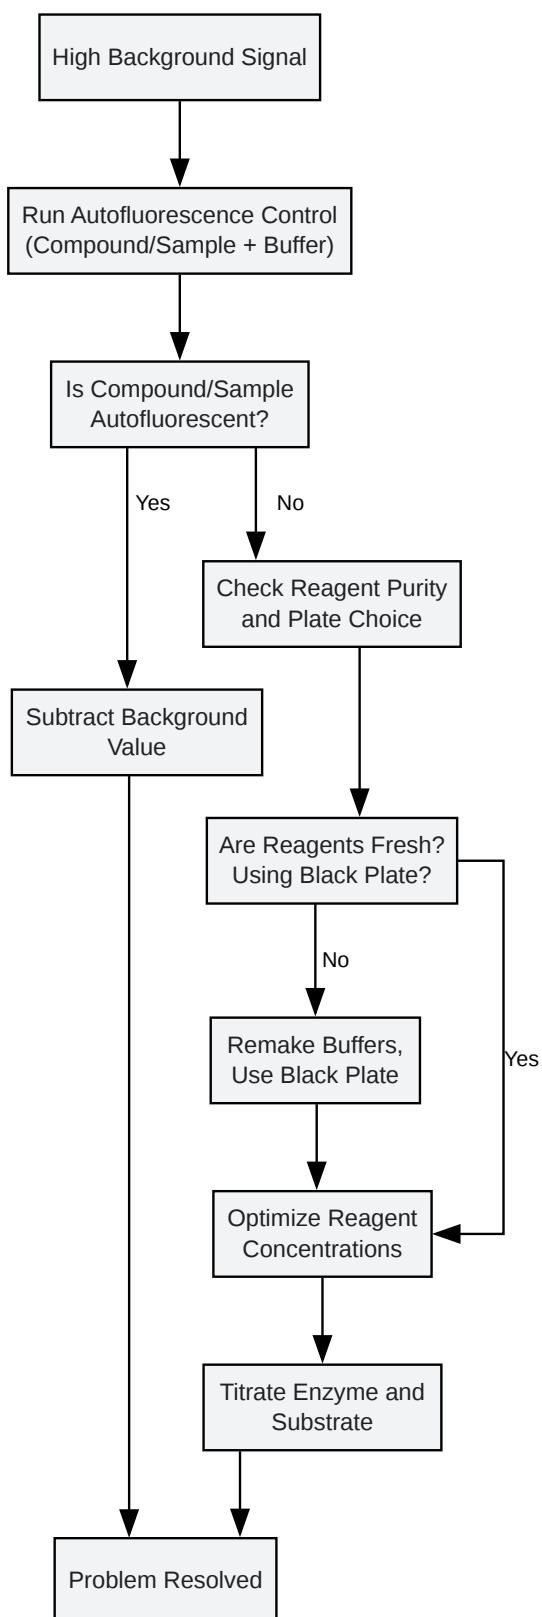 High Background Signal
Run Autofluorescence Control
(Compound/Sample + Buffer)
Is Compound/Sample
Autofluorescent?
Yes
No
Check Reagent Purity
and Plate Choice
Subtract Background
Value
Are Reagents Fresh?
Using Black Plate?
No
Remake Buffers,
Use Black Plate
Yes
Optimize Reagent
Concentrations
Titrate Enzyme and
Substrate
Problem Resolved